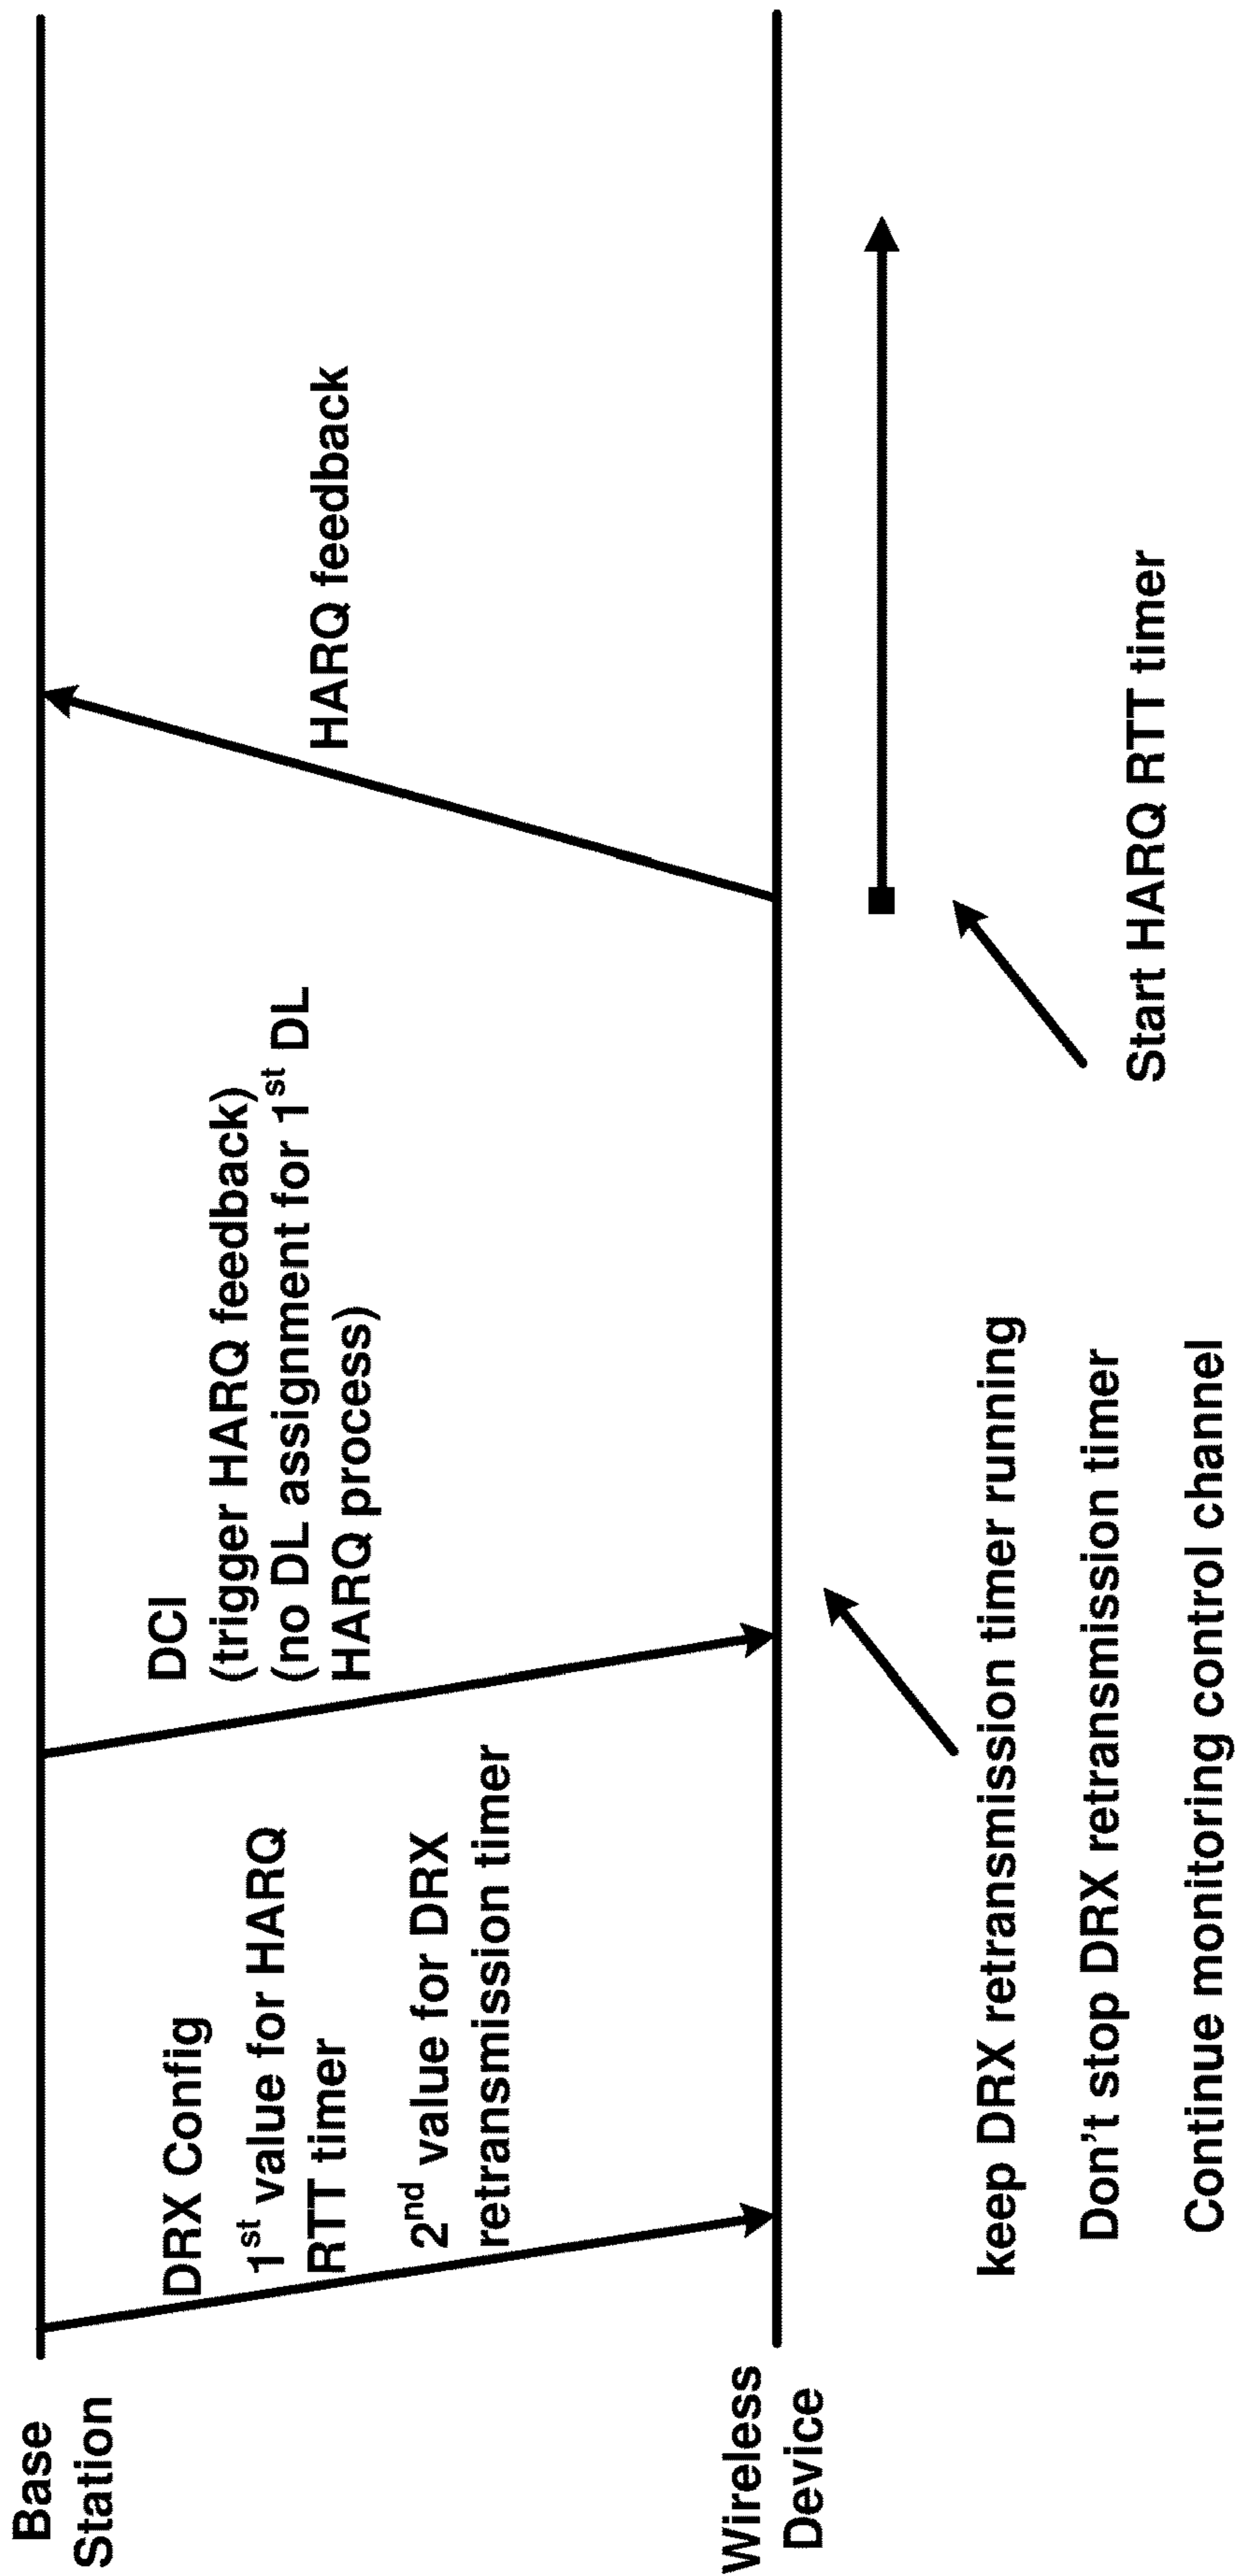 Base
Station
DRX Config
1st value for HARQ
RTT timer
2nd value for DRX
retransmission timer
DCI
(trigger HARQ feedback)
(no DL assignment for 1st DL
HARQ process)
HARQ feedback
Wireless
Device
keep DRX retransmission timer running
Don't stop DRX retransmission timer
Continue monitoring control channel
Start HARQ RTT timer